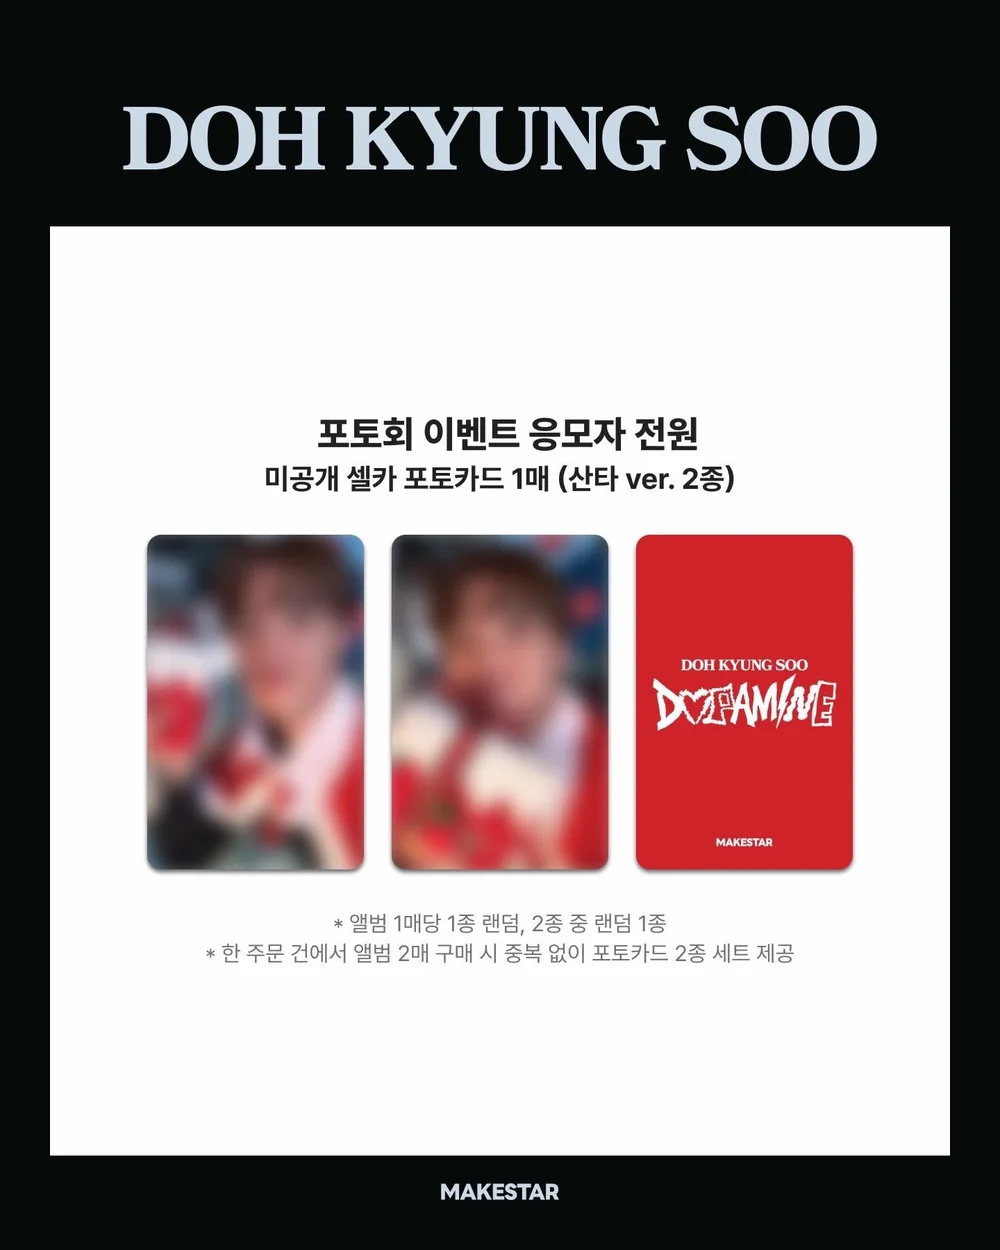 DOH KYUNG SOO
포토회 이벤트 응모자 전원
미공개 셀카 포토카드 1매 (산타 ver. 2종)
DOH KYUNG SOO
DOPAMINE
MAKESTAR
* 앨범 1매당 1종 랜덤, 2종 중 랜덤 1종
* 한 주문 건에서 앨범 2매 구매 시 중복 없이 포토카드 2종 세트 제공
MAKESTAR